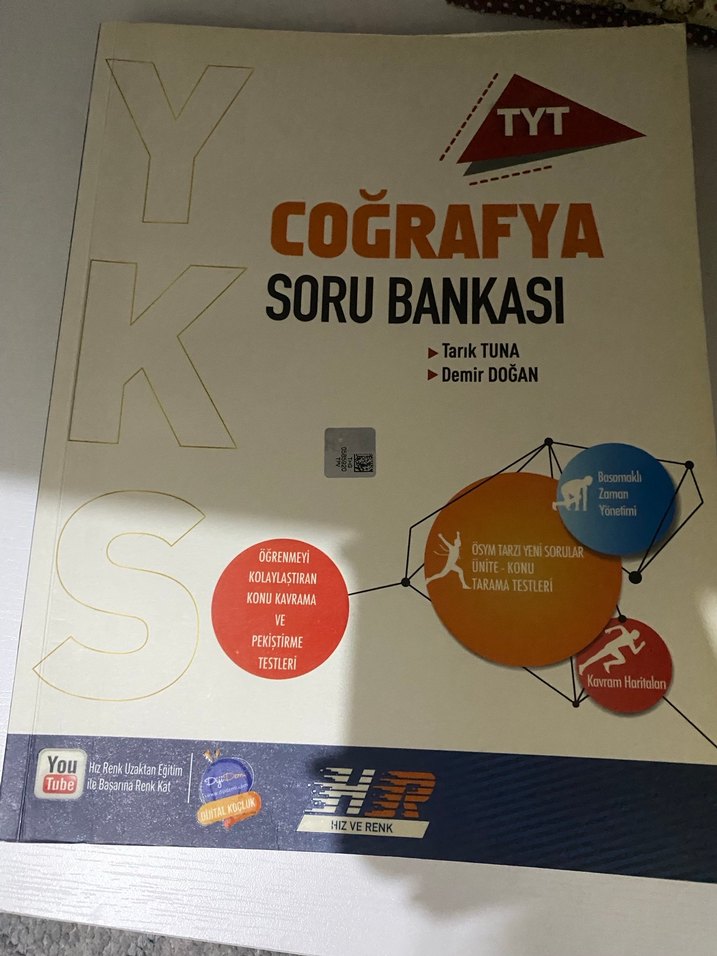 YKS
TYT
COĞRAFYA
SORU BANKASI
Tarık TUNA
Demir DOĞAN
Basamaklı
Zaman
Yönetimi
ÖSYM TARZI YENİ SORULAR
ÜNİTE - KONU
TARAMA TESTLERİ
ÖĞRENMEYİ
KOLAYLAŞTIRAN
KONU KAVRAMA
VE
PEKİŞTİRME
TESTLERİ
Kavram Haritaları
You
Tube
Hız Renk Uzaktan Eğitim
ile Başarına Renk Kat
DijiDemi
DİJİTAL KOÇLUK
HR
HIZ VE RENK